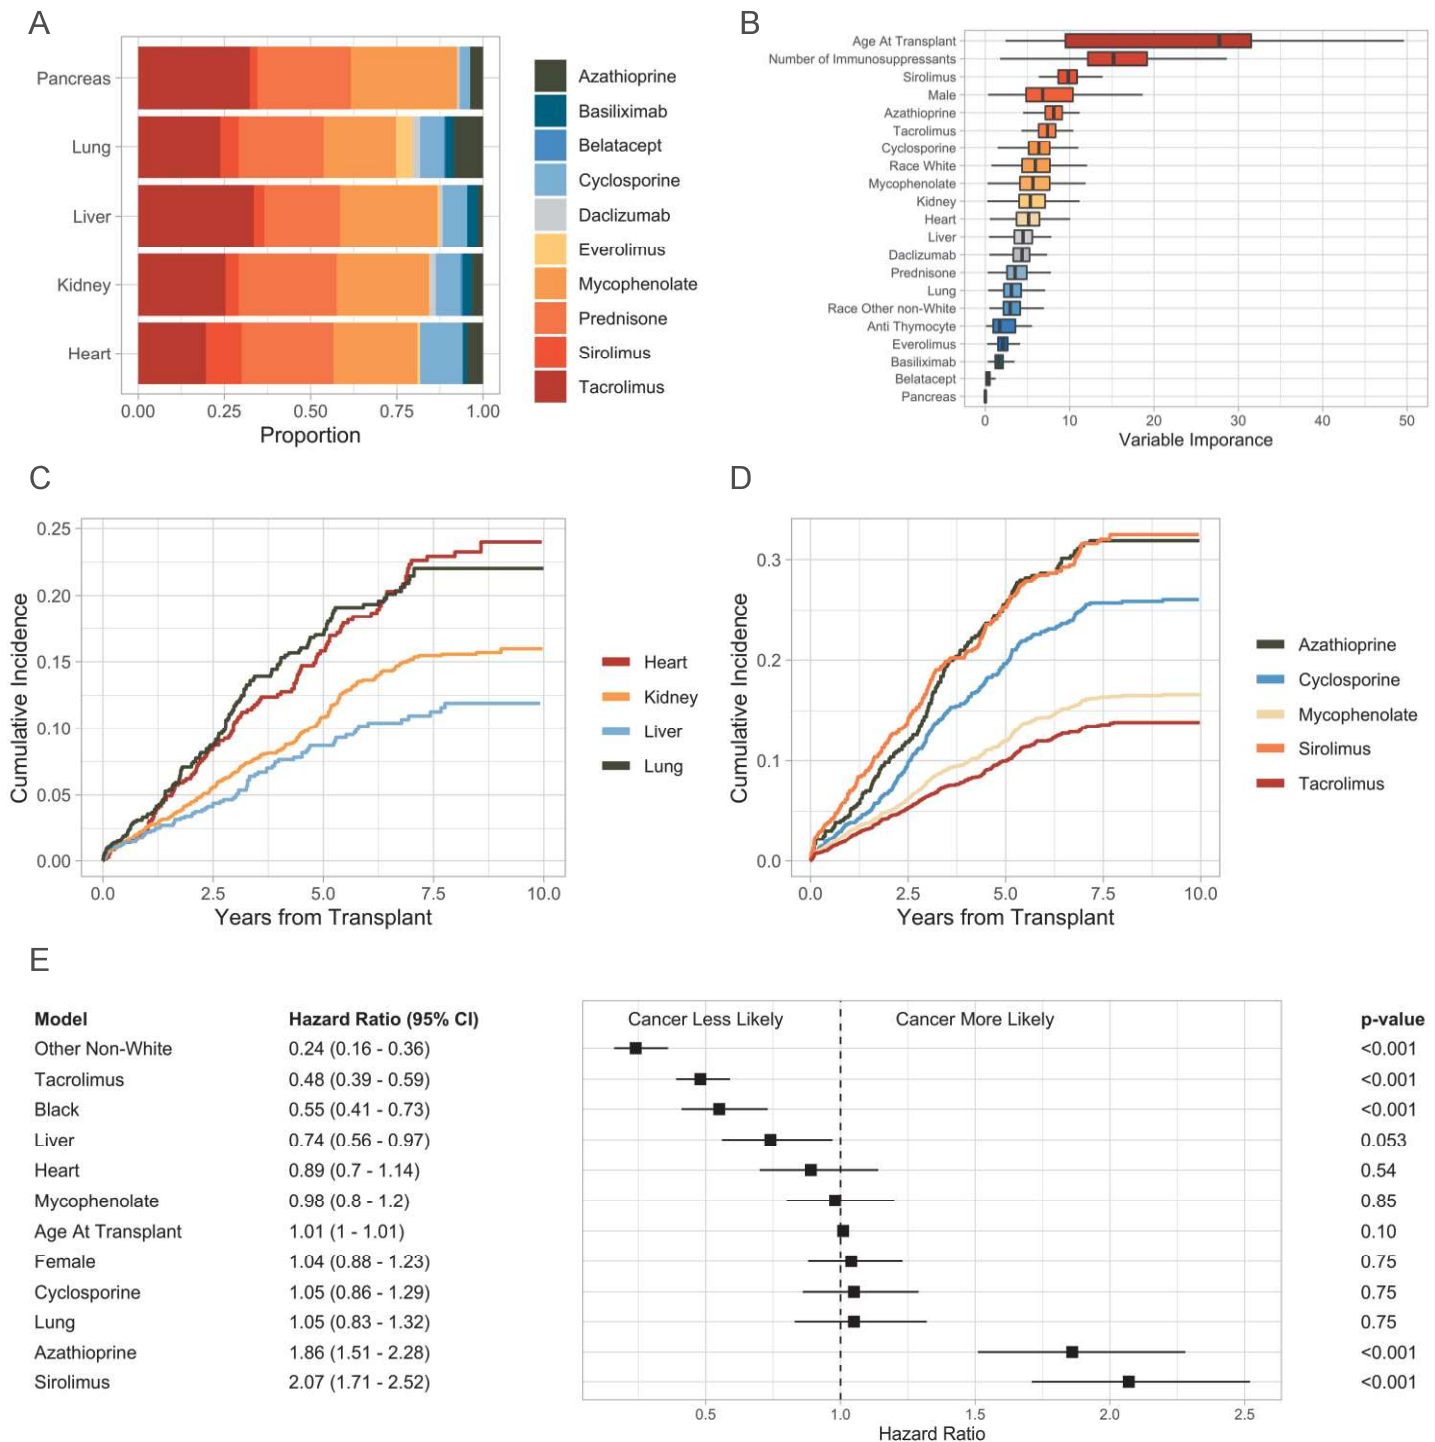 A
Pancreas
Lung
Liver
Kidney
Heart
0.00 0.25 0.50 0.75 1.00
Proportion
Azathioprine
Basiliximab
Belatacept
Cyclosporine
Daclizumab
Everolimus
Mycophenolate
Prednisone
Sirolimus
Tacrolimus
B
Age At Transplant
Number of Immunosuppressants
Sirolimus
Male
Azathioprine
Tacrolimus
Cyclosporine
Race White
Mycophenolate
Kidney
Heart
Liver
Daclizumab
Prednisone
Lung
Race Other non-White
Anti Thymocyte
Everolimus
Basiliximab
Belatacept
Pancreas
0 10 20 30 40 50
Variable Imporance
C
Cumulative Incidence
0.25
0.20
0.15
0.10
0.05
0.00
0.0 2.5 5.0 7.5 10.0
Years from Transplant
Heart
Kidney
Liver
Lung
D
Cumulative Incidence
0.3
0.2
0.1
0.0
0.0 2.5 5.0 7.5 10.0
Years from Transplant
Azathioprine
Cyclosporine
Mycophenolate
Sirolimus
Tacrolimus
E
Model Hazard Ratio (95% CI) Cancer Less Likely Cancer More Likely p-value
Other Non-White 0.24 (0.16 - 0.36) <0.001
Tacrolimus 0.48 (0.39 - 0.59) <0.001
Black 0.55 (0.41 - 0.73) <0.001
Liver 0.74 (0.56 - 0.97) 0.053
Heart 0.89 (0.7 - 1.14) 0.54
Mycophenolate 0.98 (0.8 - 1.2) 0.85
Age At Transplant 1.01 (1 - 1.01) 0.10
Female 1.04 (0.88 - 1.23) 0.75
Cyclosporine 1.05 (0.86 - 1.29) 0.75
Lung 1.05 (0.83 - 1.32) 0.75
Azathioprine 1.86 (1.51 - 2.28) <0.001
Sirolimus 2.07 (1.71 - 2.52) <0.001
0.5 1.0 1.5 2.0 2.5
Hazard Ratio